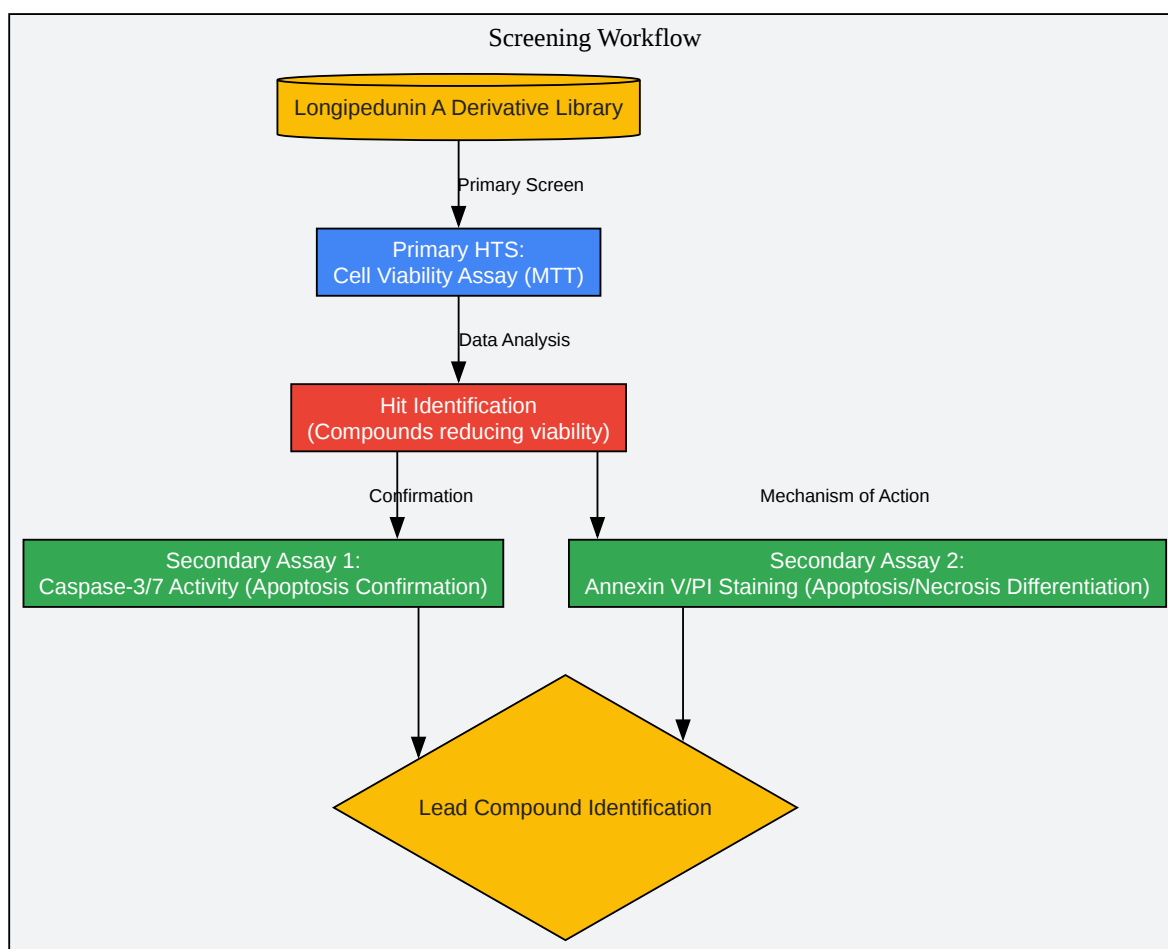 Screening Workflow
Longipedunin A Derivative Library
Primary Screen
Primary HTS:
Cell Viability Assay (MTT)
Data Analysis
Hit Identification
(Compounds reducing viability)
Confirmation
Mechanism of Action
Secondary Assay 1:
Caspase-3/7 Activity (Apoptosis Confirmation)
Secondary Assay 2:
Annexin V/PI Staining (Apoptosis/Necrosis Differentiation)
Lead Compound Identification